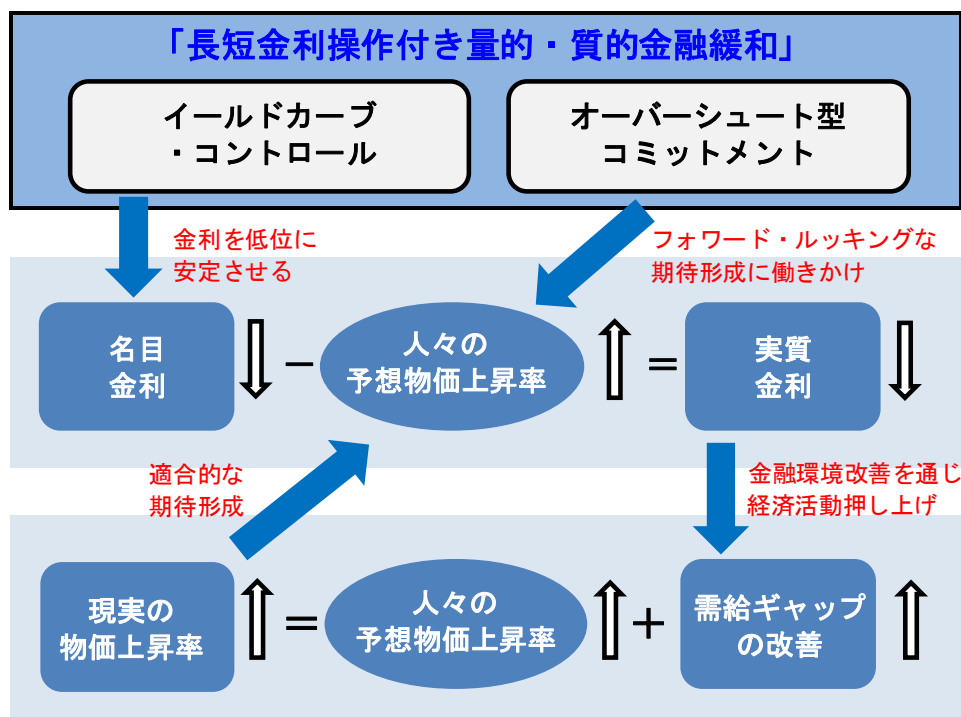 「長短金利操作付き量的・質的金融緩和」
イールドカーブ
・コントロール
オーバーシュート型
コミットメント
金利を低位に
安定させる
フォワード・ルッキングな
期待形成に働きかけ
名目
金利
－
人々の
予想物価上昇率
＝
実質
金利
適合的な
期待形成
金融環境改善を通じ
経済活動押し上げ
現実の
物価上昇率
＝
人々の
予想物価上昇率
＋
需給ギャップ
の改善